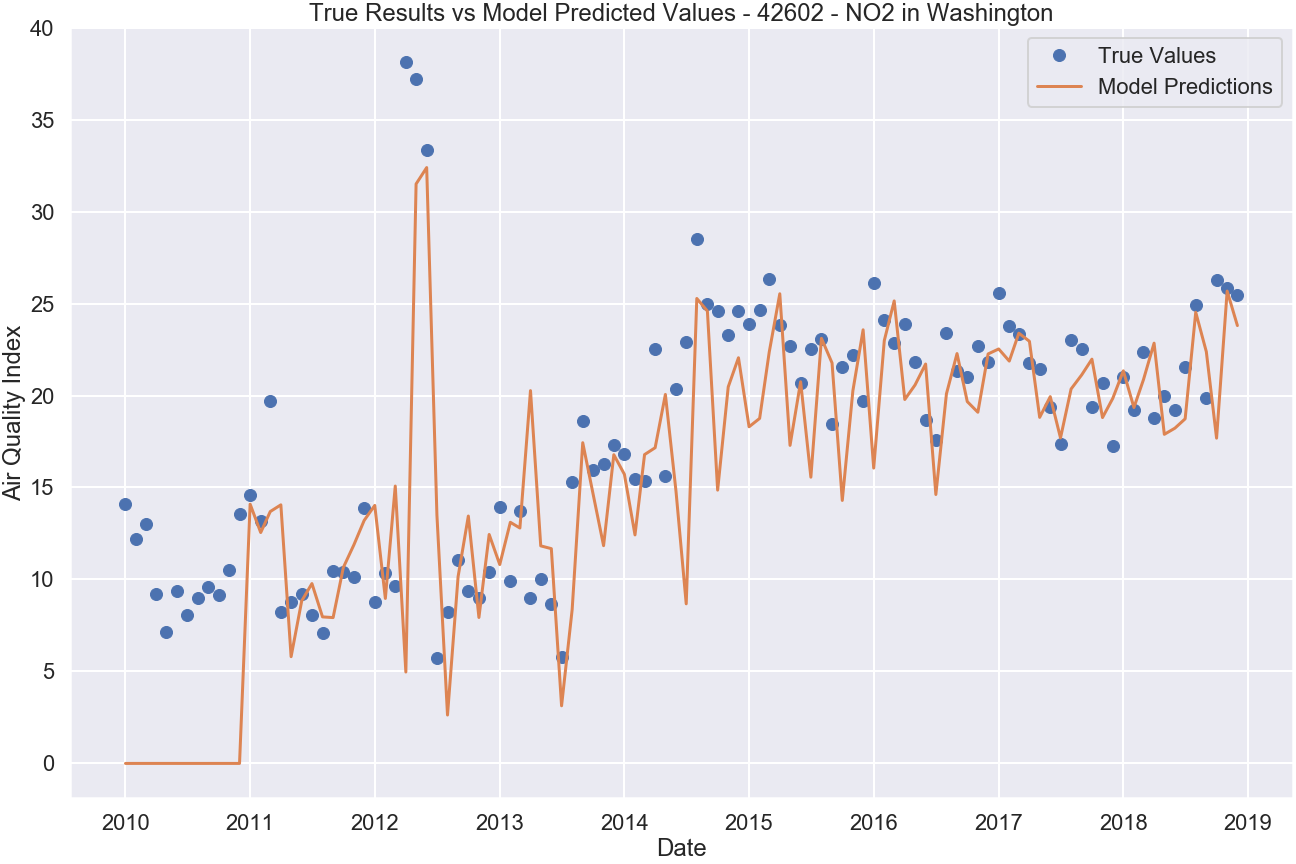 True Results vs Model Predicted Values - 42602 - NO2 in Washington
True Values
Model Predictions
Air Quality Index
40
35
30
25
20
15
10
5
0
2010 2011 2012 2013 2014 2015 2016 2017 2018 2019
Date